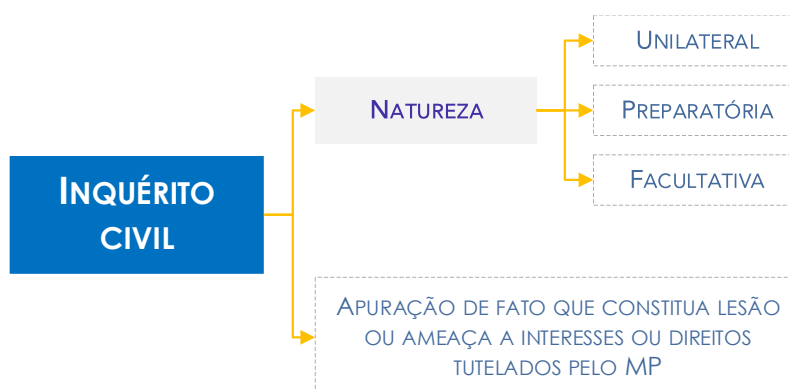 INQUÉRITO
CIVIL
NATUREZA
UNILATERAL
PREPARATÓRIA
FACULTATIVA
APURAÇÃO DE FATO QUE CONSTITUA LESÃO
OU AMEAÇA A INTERESSES OU DIREITOS
TUTELADOS PELO MP